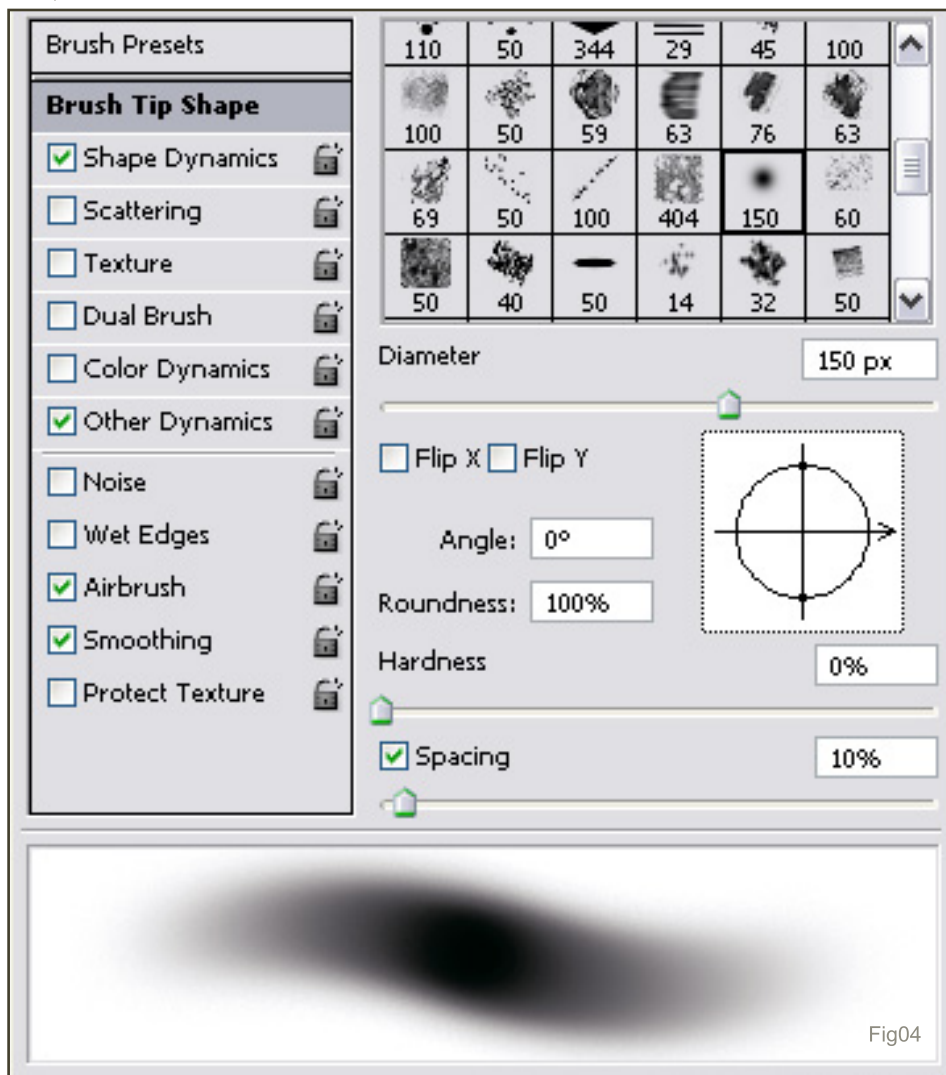 Brush Presets
Brush Tip Shape
Shape Dynamics
Scattering
Texture
Dual Brush
Color Dynamics
Other Dynamics
Noise
Wet Edges
Airbrush
Smoothing
Protect Texture
110 50 344 29 45 100
100 50 59 63 76 63
69 50 100 404 150 60
50 40 50 14 32 50
Diameter 150 px
Flip X Flip Y
Angle: 0º
Roundness: 100%
Hardness 0%
Spacing 10%
Fig04